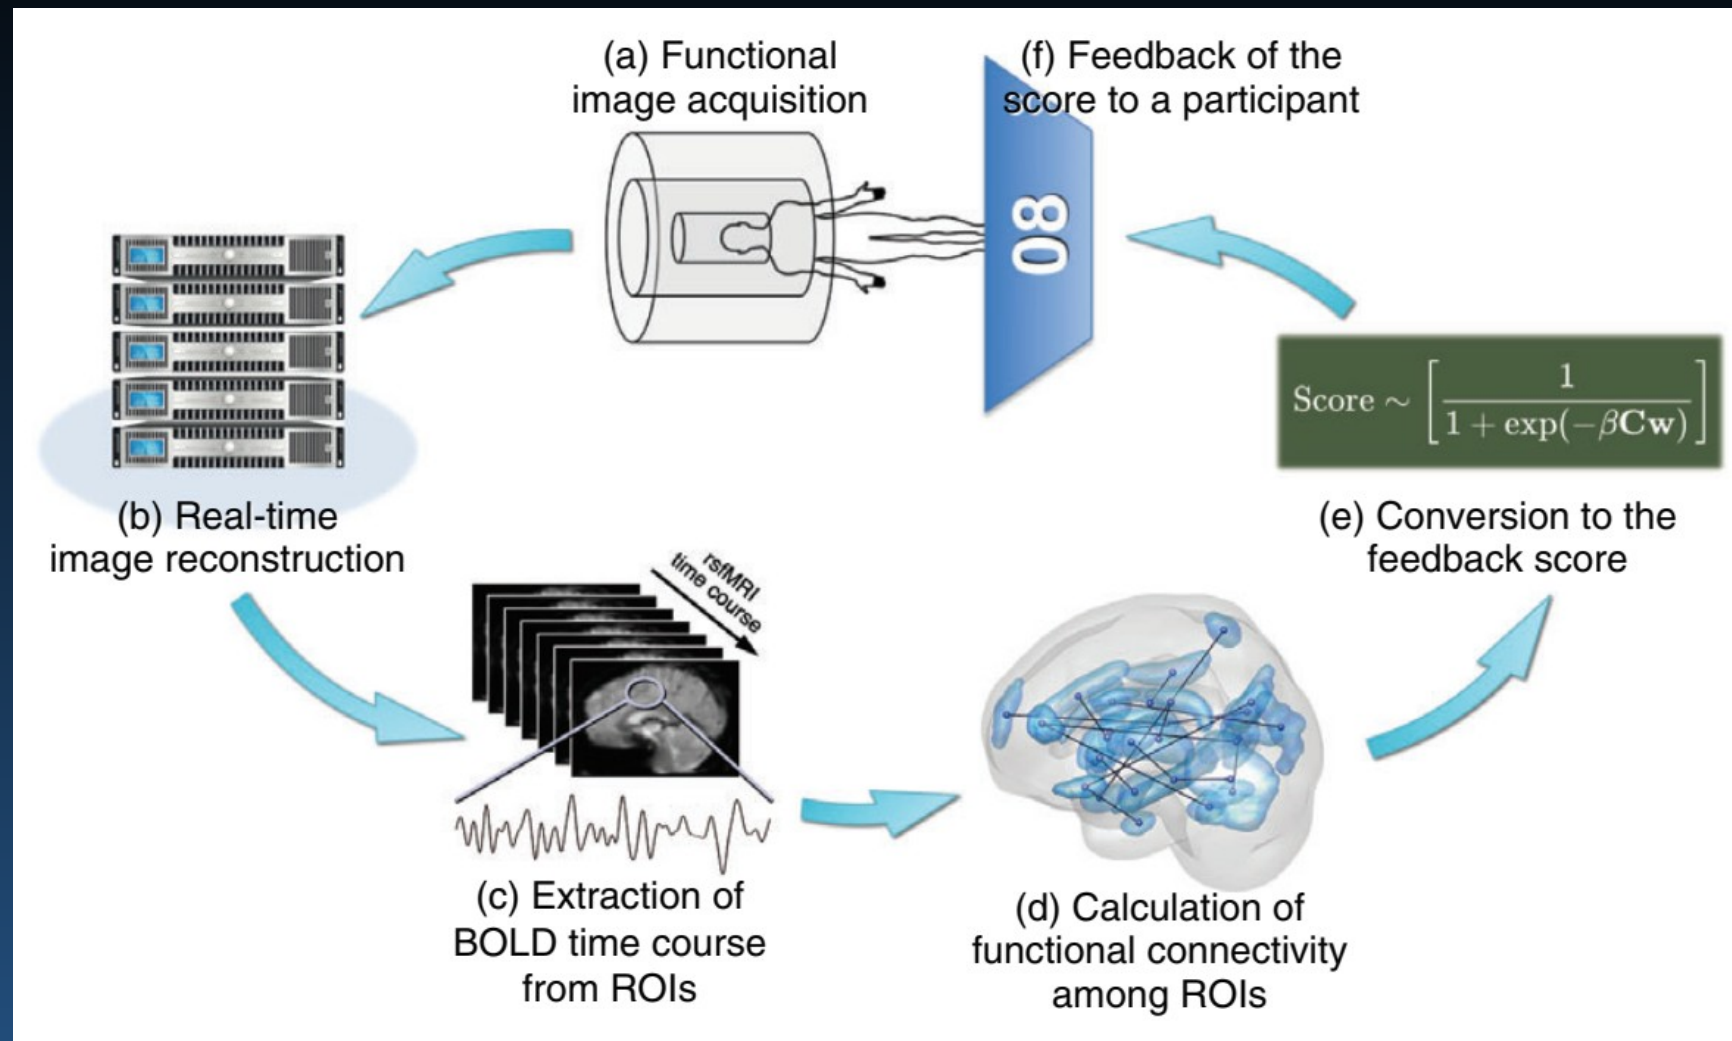 (a) Functional
image acquisition
(f) Feedback of the
score to a participant
80
(b) Real-time
image reconstruction
rsfMRI
time course
(c) Extraction of
BOLD time course
from ROIs
(d) Calculation of
functional connectivity
among ROIs
Score ∼ [1 / (1 + exp(−βCw))]
(e) Conversion to the
feedback score